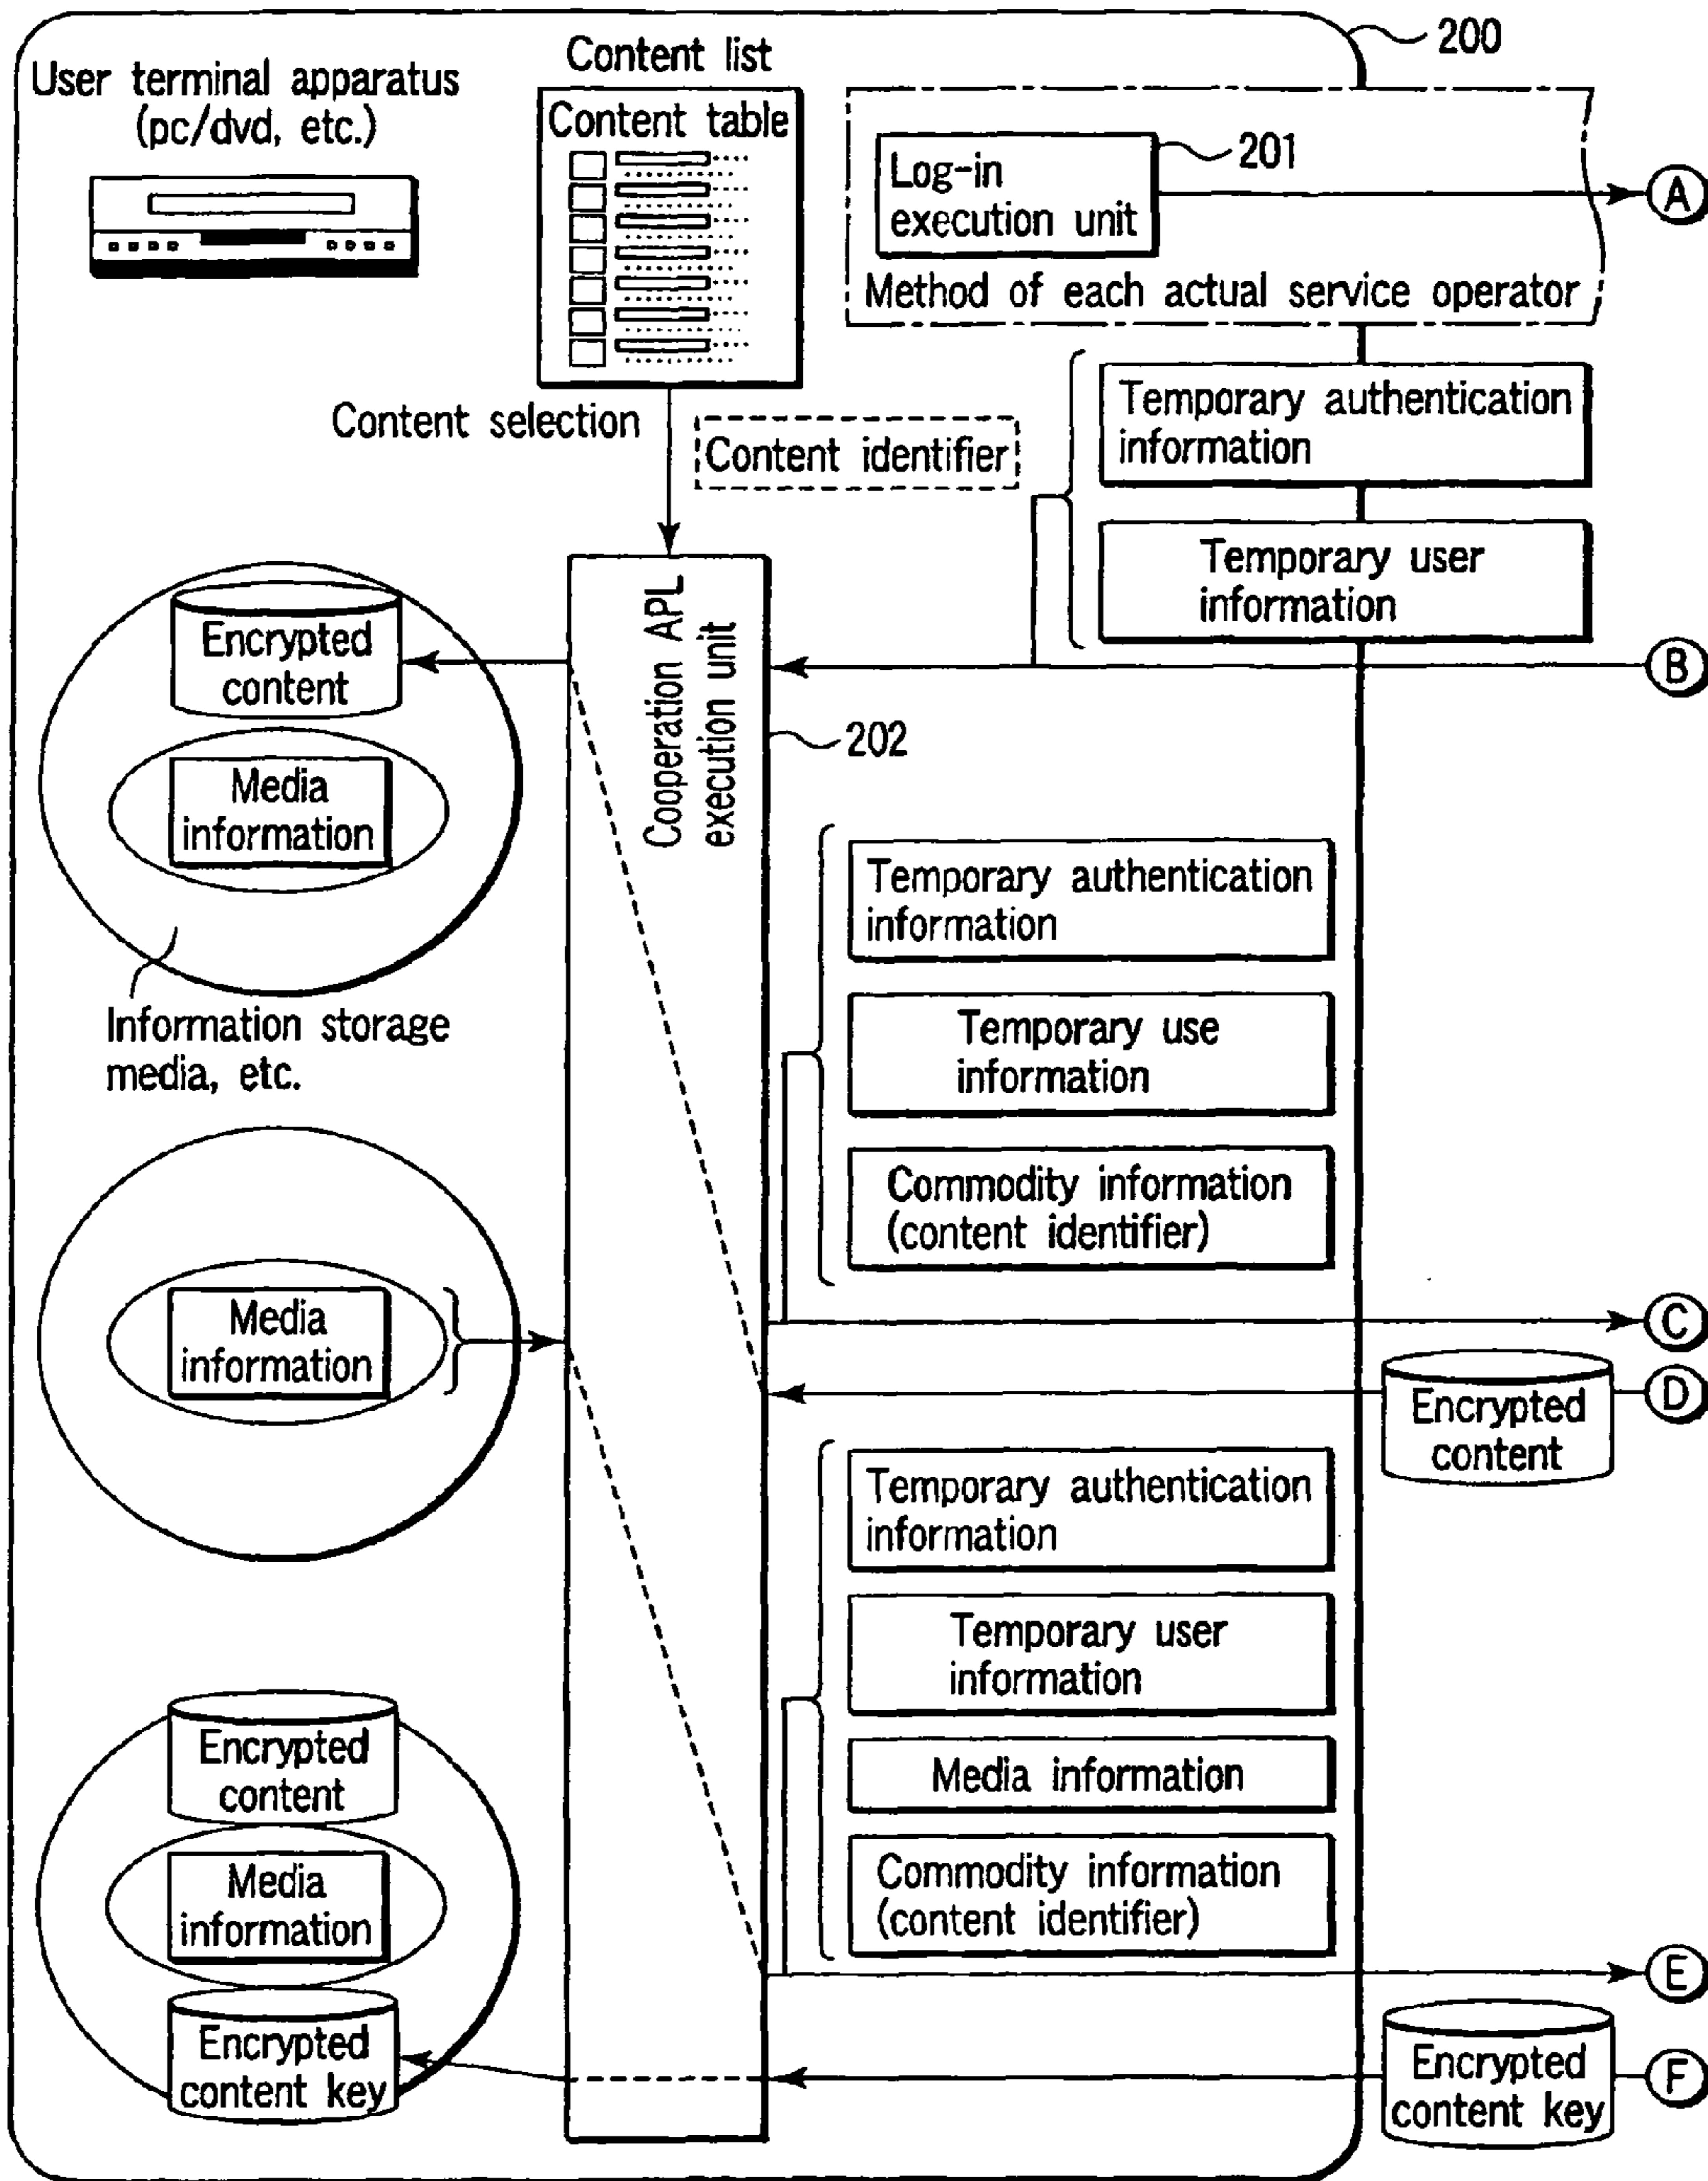 200
User terminal apparatus
(pc/dvd, etc.)
Content list
Content table
Log-in
execution unit
201
A
Method of each actual service operator
Content selection
Content identifier
Temporary authentication
information
Temporary user
information
B
Encrypted
content
Media
information
Information storage
media, etc.
Cooperation APL
execution unit
202
Temporary authentication
information
Temporary use
information
Commodity information
(content identifier)
C
D
Encrypted
content
Media
information
Temporary authentication
information
Temporary user
information
Media information
Commodity information
(content identifier)
E
Encrypted
content
Media
information
Encrypted
content key
Encrypted
content key
F